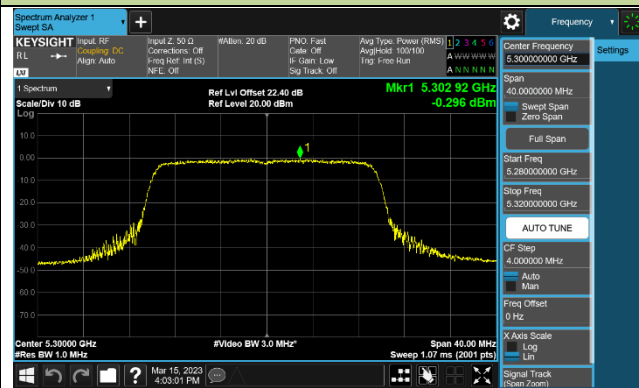 Spectrum Analyzer 1
Swept SA
Frequency
KEYSIGHT
RL
LXI
Input: RF
Coupling: DC
Align: Auto
Input Z: 50 Ω
Corrections: Off
Freq Ref: Int (S)
NFE: Off
#Atten: 20 dB
PNO: Fast
Gate: Off
IF Gain: Low
Sig Track: Off
Avg Type: Power (RMS)
Avg|Hold: 100/100
Trig: Free Run
1 2 3 4 5 6
A W W W W W
A N N N N N
1 Spectrum
Scale/Div 10 dB
Log
Ref Lvl Offset 22.40 dB
Ref Level 20.00 dBm
Mkr1 5.302 92 GHz
-0.296 dBm
1
10.0
0.00
-10.0
-20.0
-30.0
-40.0
-50.0
-60.0
-70.0
Center 5.30000 GHz
#Res BW 1.0 MHz
#Video BW 3.0 MHz*
Span 40.00 MHz
Sweep 1.07 ms (2001 pts)
Mar 15, 2023
4:03:01 PM
Center Frequency
5.300000000 GHz
Span
40.0000000 MHz
Swept Span
Zero Span
Full Span
Start Freq
5.280000000 GHz
Stop Freq
5.320000000 GHz
AUTO TUNE
CF Step
4.000000 MHz
Auto
Man
Freq Offset
0 Hz
X Axis Scale
Log
Lin
Signal Track
(Span Zoom)
Settings